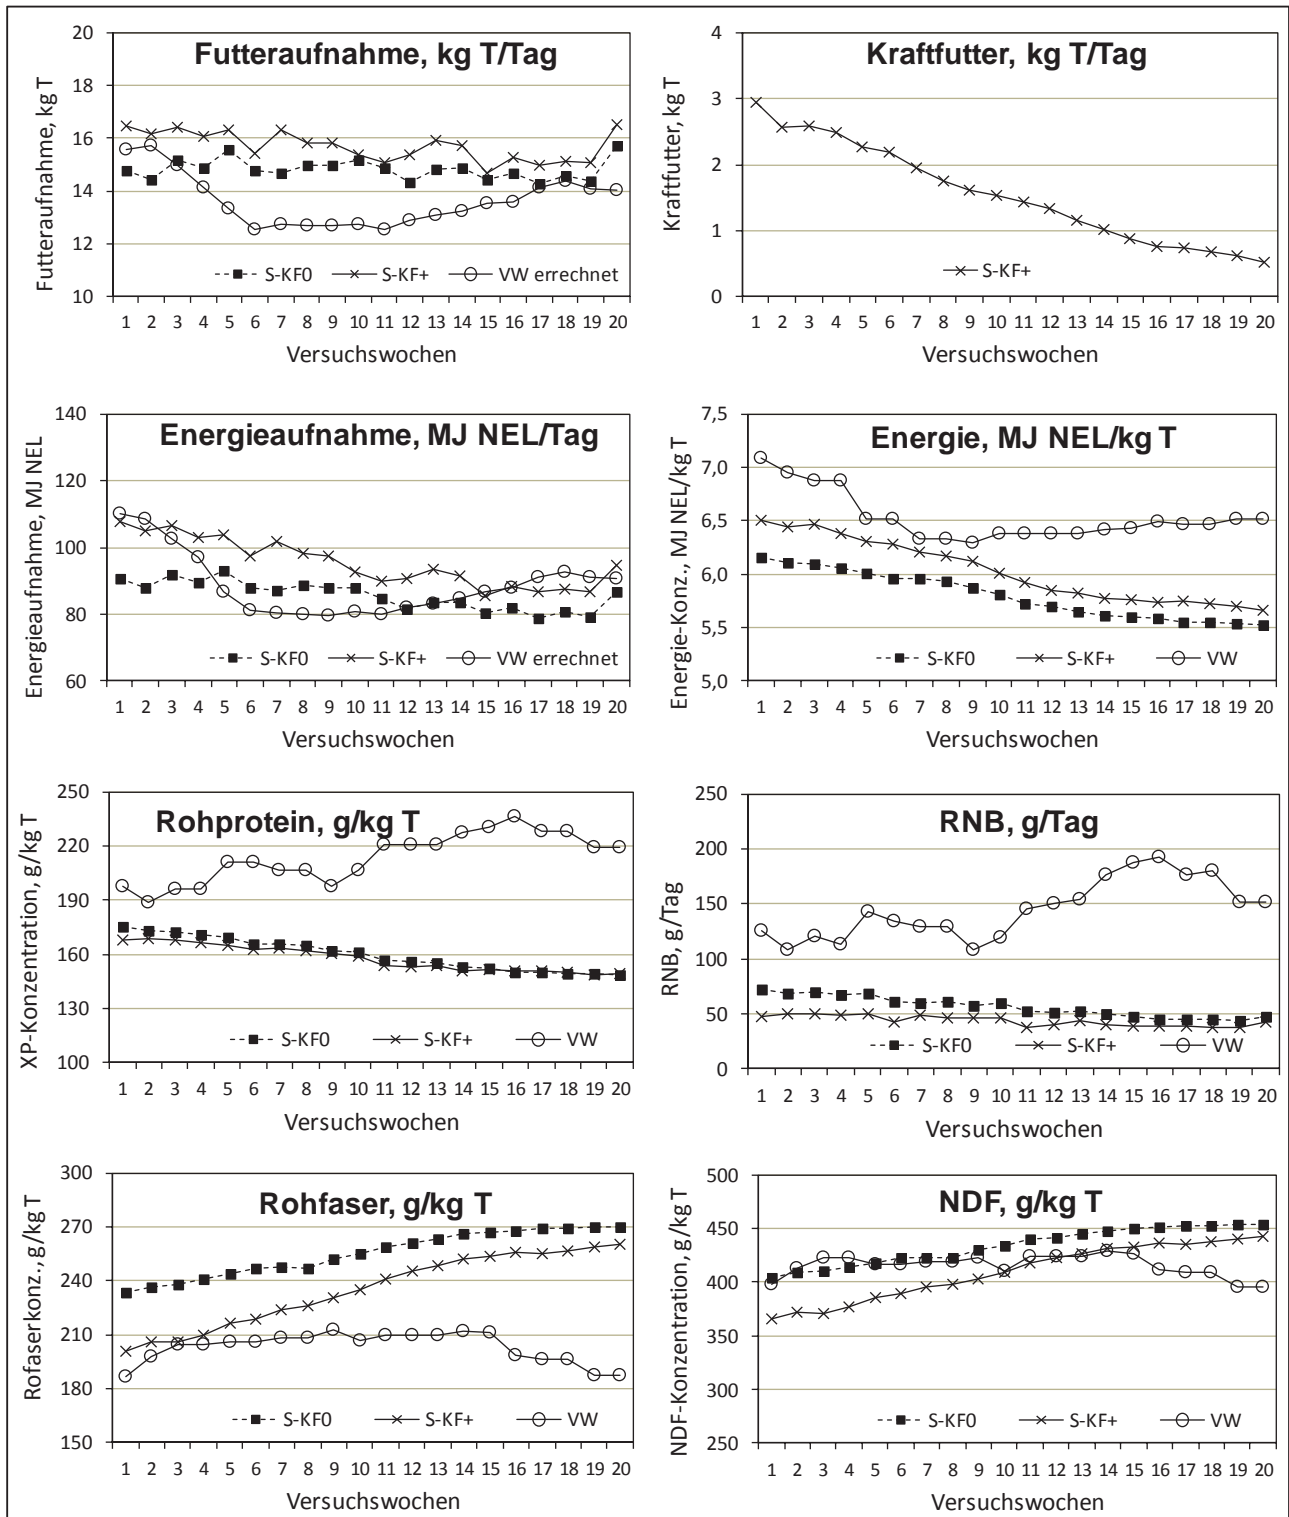 Futteraufnahme, kg T/Tag
Futteraufnahme, kg T
20
18
16
14
12
10
S-KF0 S-KF+ VW errechnet
1 2 3 4 5 6 7 8 9 10 11 12 13 14 15 16 17 18 19 20
Versuchswochen
Kraftfutter, kg T/Tag
Kraftfutter, kg T
4
3
2
1
0
S-KF+
1 2 3 4 5 6 7 8 9 10 11 12 13 14 15 16 17 18 19 20
Versuchswochen
Energieaufnahme, MJ NEL/Tag
Energieaufnahme, MJ NEL
140
120
100
80
60
S-KF0 S-KF+ VW errechnet
1 2 3 4 5 6 7 8 9 10 11 12 13 14 15 16 17 18 19 20
Versuchswochen
Energie, MJ NEL/kg T
Energie-Konz., MJ NEL/kg T
7,5
7,0
6,5
6,0
5,5
5,0
S-KF0 S-KF+ VW
1 2 3 4 5 6 7 8 9 10 11 12 13 14 15 16 17 18 19 20
Versuchswochen
Rohprotein, g/kg T
XP-Konzentration, g/kg T
250
220
190
160
130
100
S-KF0 S-KF+ VW
1 2 3 4 5 6 7 8 9 10 11 12 13 14 15 16 17 18 19 20
Versuchswochen
RNB, g/Tag
RNB, g/Tag
250
200
150
100
50
0
S-KF0 S-KF+ VW
1 2 3 4 5 6 7 8 9 10 11 12 13 14 15 16 17 18 19 20
Versuchswochen
Rohfaser, g/kg T
Rofaserkonz., g/kg T
300
270
240
210
180
150
S-KF0 S-KF+ VW
1 2 3 4 5 6 7 8 9 10 11 12 13 14 15 16 17 18 19 20
Versuchswochen
NDF, g/kg T
NDF-Konzentration, g/kg T
500
450
400
350
300
250
S-KF0 S-KF+ VW
1 2 3 4 5 6 7 8 9 10 11 12 13 14 15 16 17 18 19 20
Versuchswochen